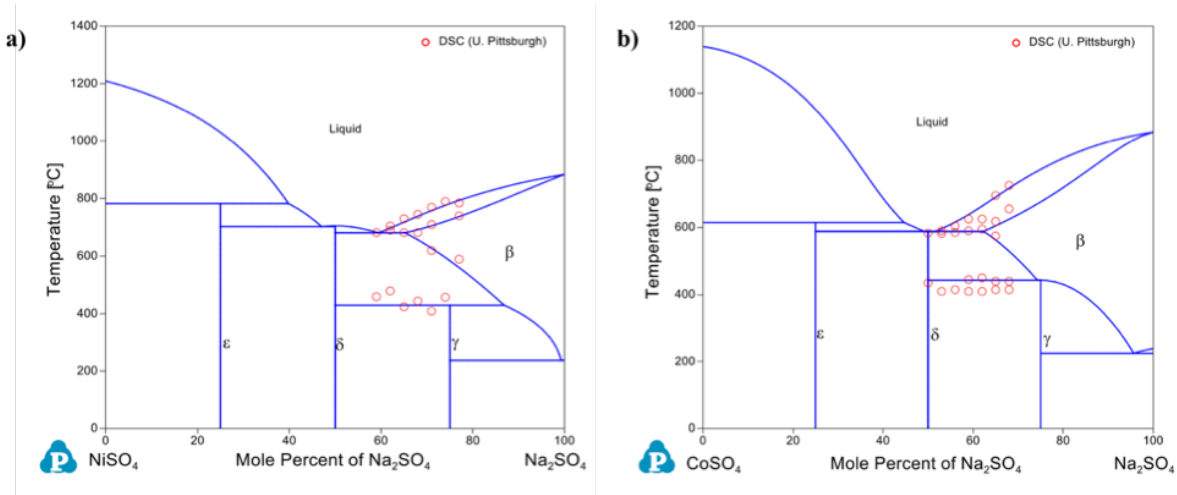 a)
1400
1200
1000
800
600
400
200
0
Temperature [ºC]
DSC (U. Pittsburgh)
Liquid
β
ε
δ
γ
0
20
40
60
80
100
P
NiSO₄
Mole Percent of Na₂SO₄
Na₂SO₄
b)
1200
1000
800
600
400
200
0
Temperature [ºC]
DSC (U. Pittsburgh)
Liquid
β
ε
δ
γ
0
20
40
60
80
100
P
CoSO₄
Mole Percent of Na₂SO₄
Na₂SO₄